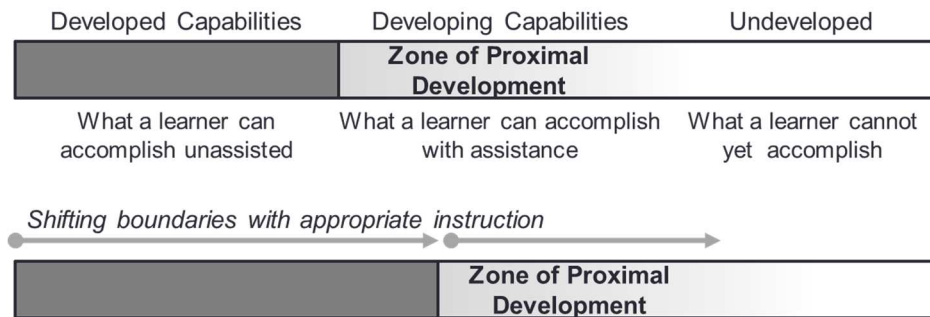 Developed Capabilities Developing Capabilities Undeveloped
Zone of Proximal
Development
What a learner can What a learner can accomplish What a learner cannot
accomplish unassisted with assistance yet accomplish
Shifting boundaries with appropriate instruction
Zone of Proximal
Development